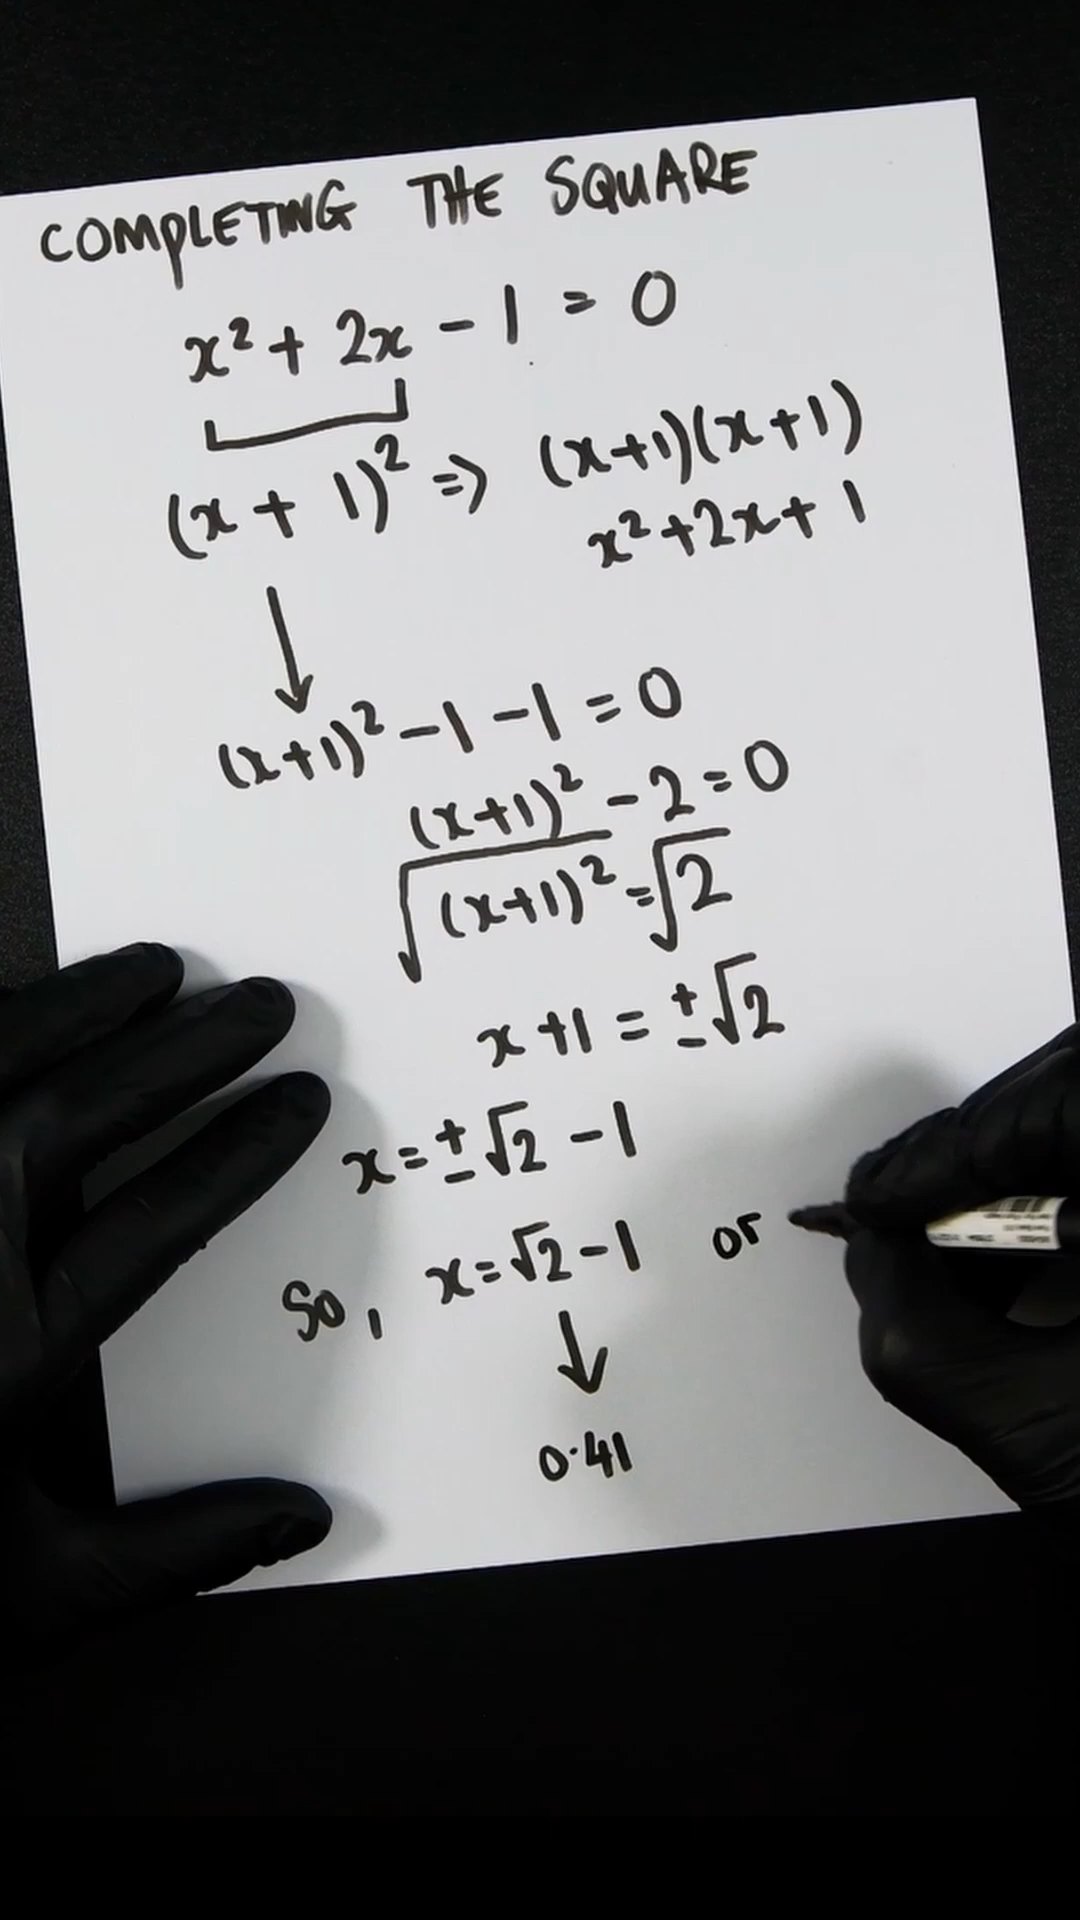 COMPLETING THE SQUARE
x² + 2x - 1 = 0
(x + 1)² => (x+1)(x+1)
x²+2x+1
(x+1)² -1 -1 = 0
(x+1)² - 2 = 0
√(x+1)² = √2
x+1 = ±√2
x = ±√2 - 1
So, x = √2 - 1 or
0·41